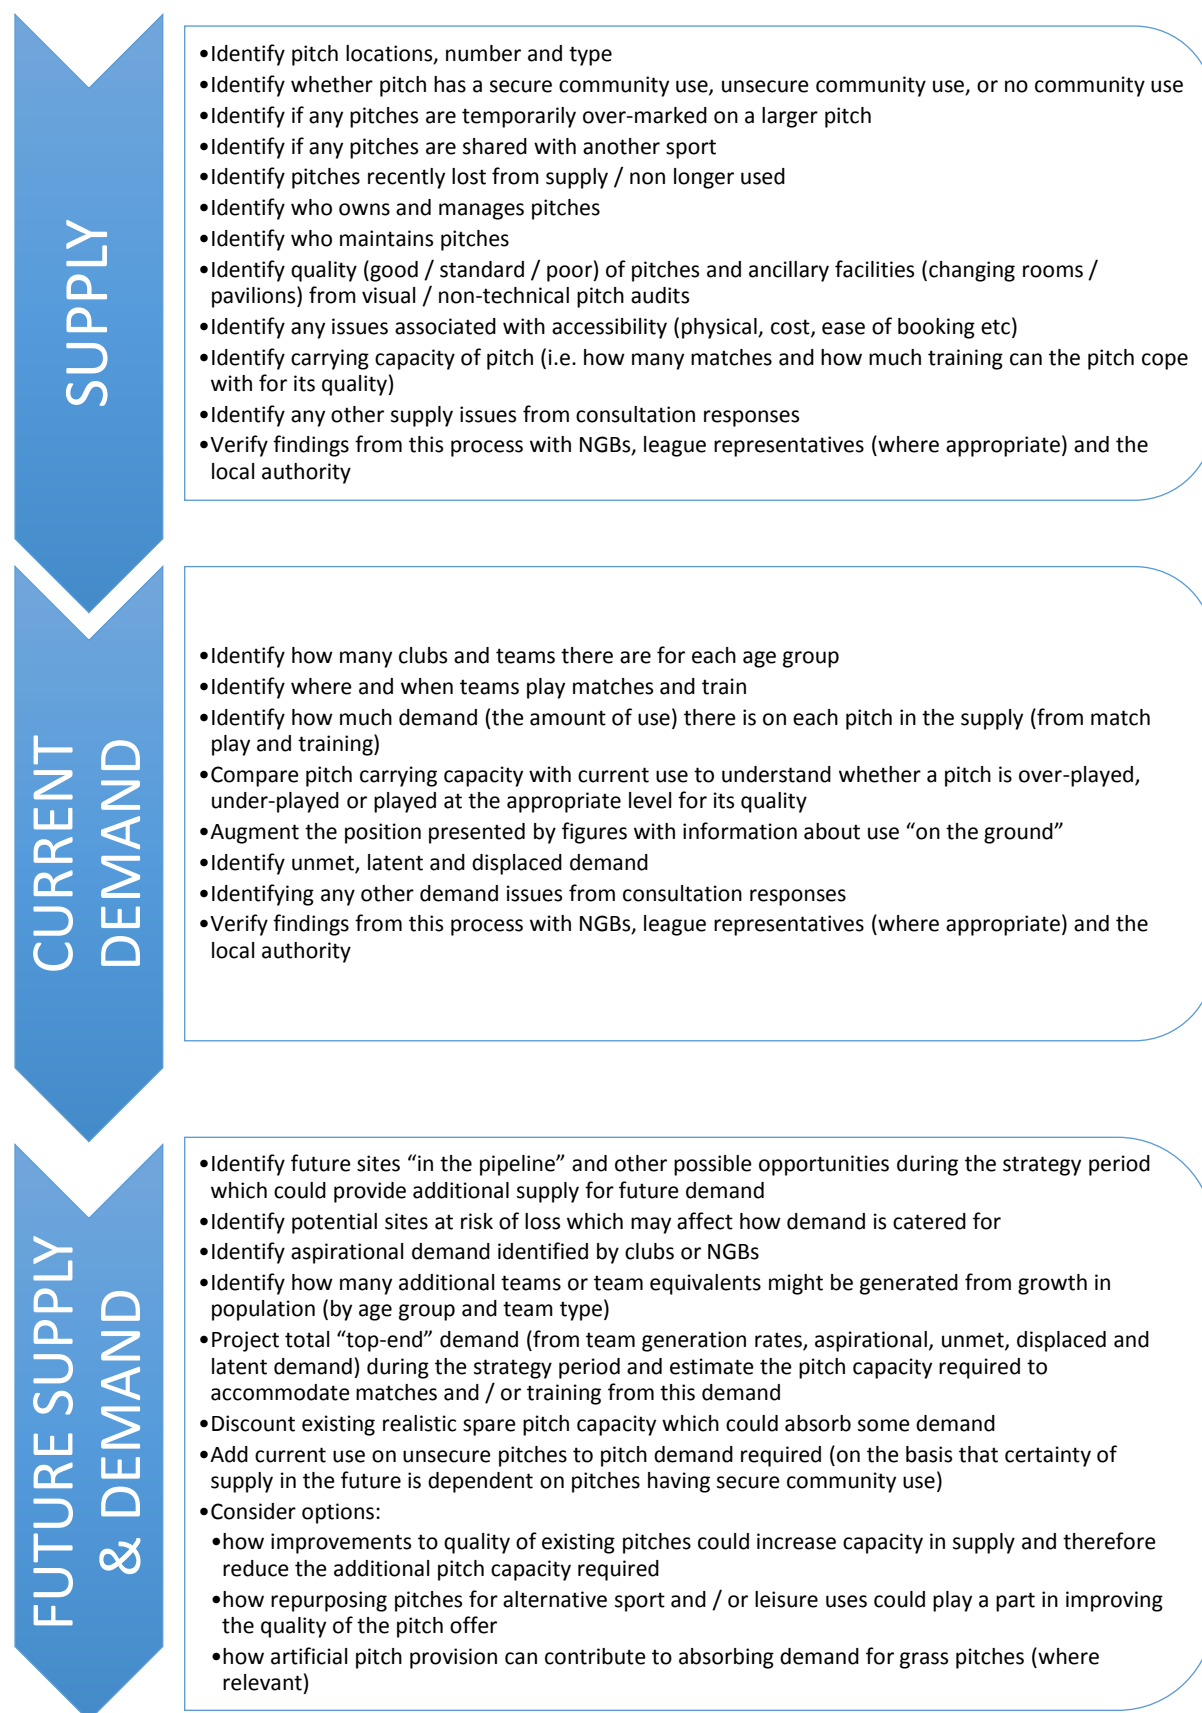 SUPPLY
•Identify pitch locations, number and type
•Identify whether pitch has a secure community use, unsecure community use, or no community use
•Identify if any pitches are temporarily over-marked on a larger pitch
•Identify if any pitches are shared with another sport
•Identify pitches recently lost from supply / non longer used
•Identify who owns and manages pitches
•Identify who maintains pitches
•Identify quality (good / standard / poor) of pitches and ancillary facilities (changing rooms /
pavilions) from visual / non-technical pitch audits
•Identify any issues associated with accessibility (physical, cost, ease of booking etc)
•Identify carrying capacity of pitch (i.e. how many matches and how much training can the pitch cope
with for its quality)
•Identify any other supply issues from consultation responses
•Verify findings from this process with NGBs, league representatives (where appropriate) and the
local authority
CURRENT
DEMAND
•Identify how many clubs and teams there are for each age group
•Identify where and when teams play matches and train
•Identify how much demand (the amount of use) there is on each pitch in the supply (from match
play and training)
•Compare pitch carrying capacity with current use to understand whether a pitch is over-played,
under-played or played at the appropriate level for its quality
•Augment the position presented by figures with information about use “on the ground”
•Identify unmet, latent and displaced demand
•Identifying any other demand issues from consultation responses
•Verify findings from this process with NGBs, league representatives (where appropriate) and the
local authority
FUTURE SUPPLY
& DEMAND
•Identify future sites “in the pipeline” and other possible opportunities during the strategy period
which could provide additional supply for future demand
•Identify potential sites at risk of loss which may affect how demand is catered for
•Identify aspirational demand identified by clubs or NGBs
•Identify how many additional teams or team equivalents might be generated from growth in
population (by age group and team type)
•Project total “top-end” demand (from team generation rates, aspirational, unmet, displaced and
latent demand) during the strategy period and estimate the pitch capacity required to
accommodate matches and / or training from this demand
•Discount existing realistic spare pitch capacity which could absorb some demand
•Add current use on unsecure pitches to pitch demand required (on the basis that certainty of
supply in the future is dependent on pitches having secure community use)
•Consider options:
•how improvements to quality of existing pitches could increase capacity in supply and therefore
reduce the additional pitch capacity required
•how repurposing pitches for alternative sport and / or leisure uses could play a part in improving
the quality of the pitch offer
•how artificial pitch provision can contribute to absorbing demand for grass pitches (where
relevant)